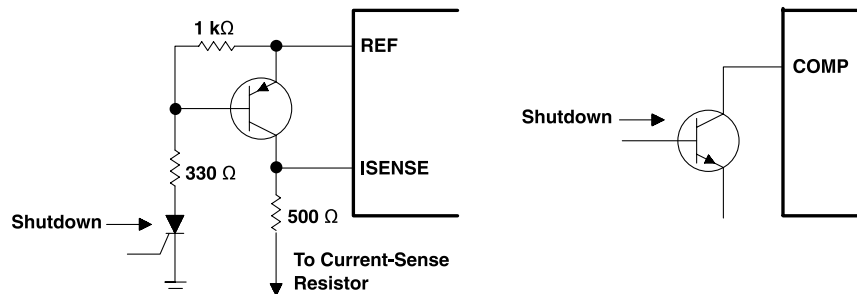 1 kΩ
REF
COMP
Shutdown
330 Ω
ISENSE
500 Ω
Shutdown
To Current-Sense
Resistor